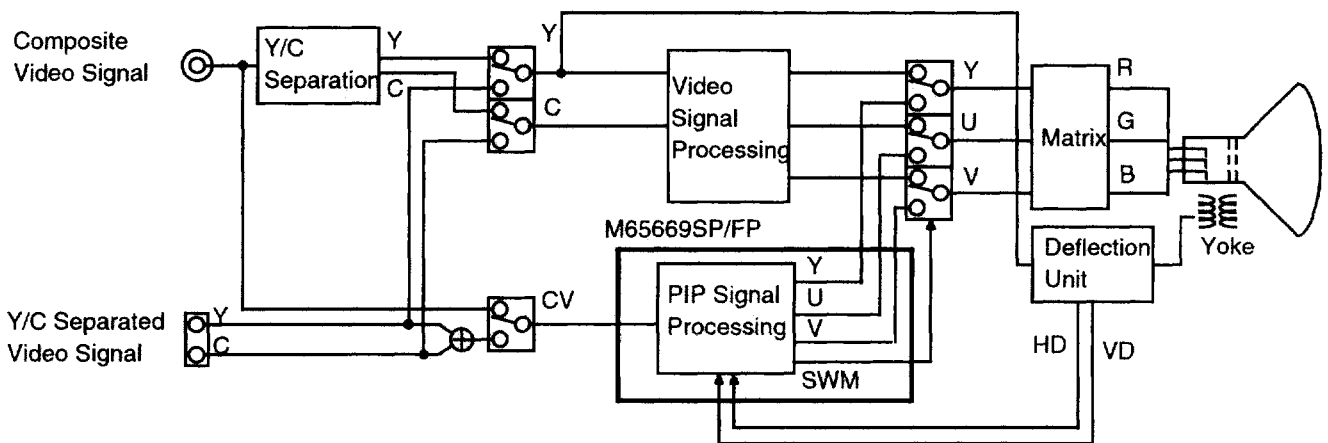 Composite
Video Signal
Y/C
Separation
Y
C
Y
C
Video
Signal
Processing
Y
U
V
Matrix
R
G
B
Yoke
Deflection
Unit
HD
VD
M65669SP/FP
PIP Signal
Processing
Y
U
V
SWM
CV
Y/C Separated
Video Signal
Y
C